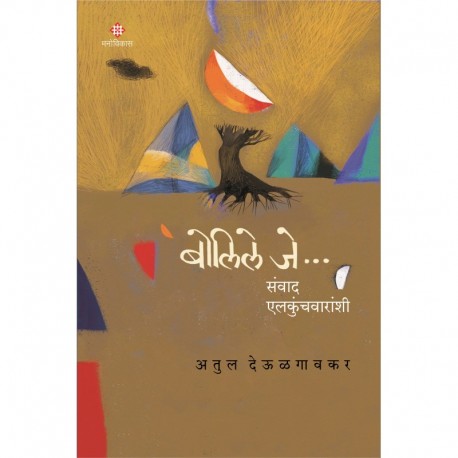 मनोविकास
बोलिले जे...
संवाद
एलकुंचवारांशी
अतुल देऊळगावकर